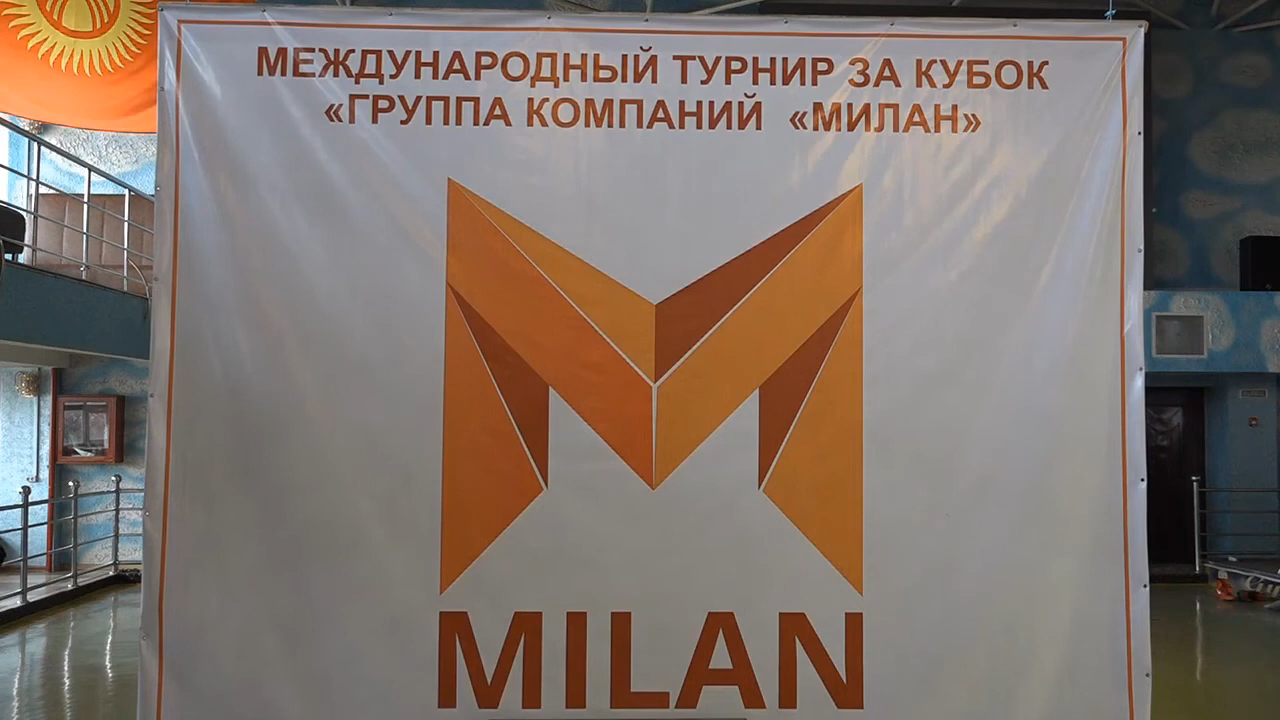 МЕЖДУНАРОДНЫЙ ТУРНИР ЗА КУБОК
«ГРУППА КОМПАНИЙ «МИЛАН»
MILAN